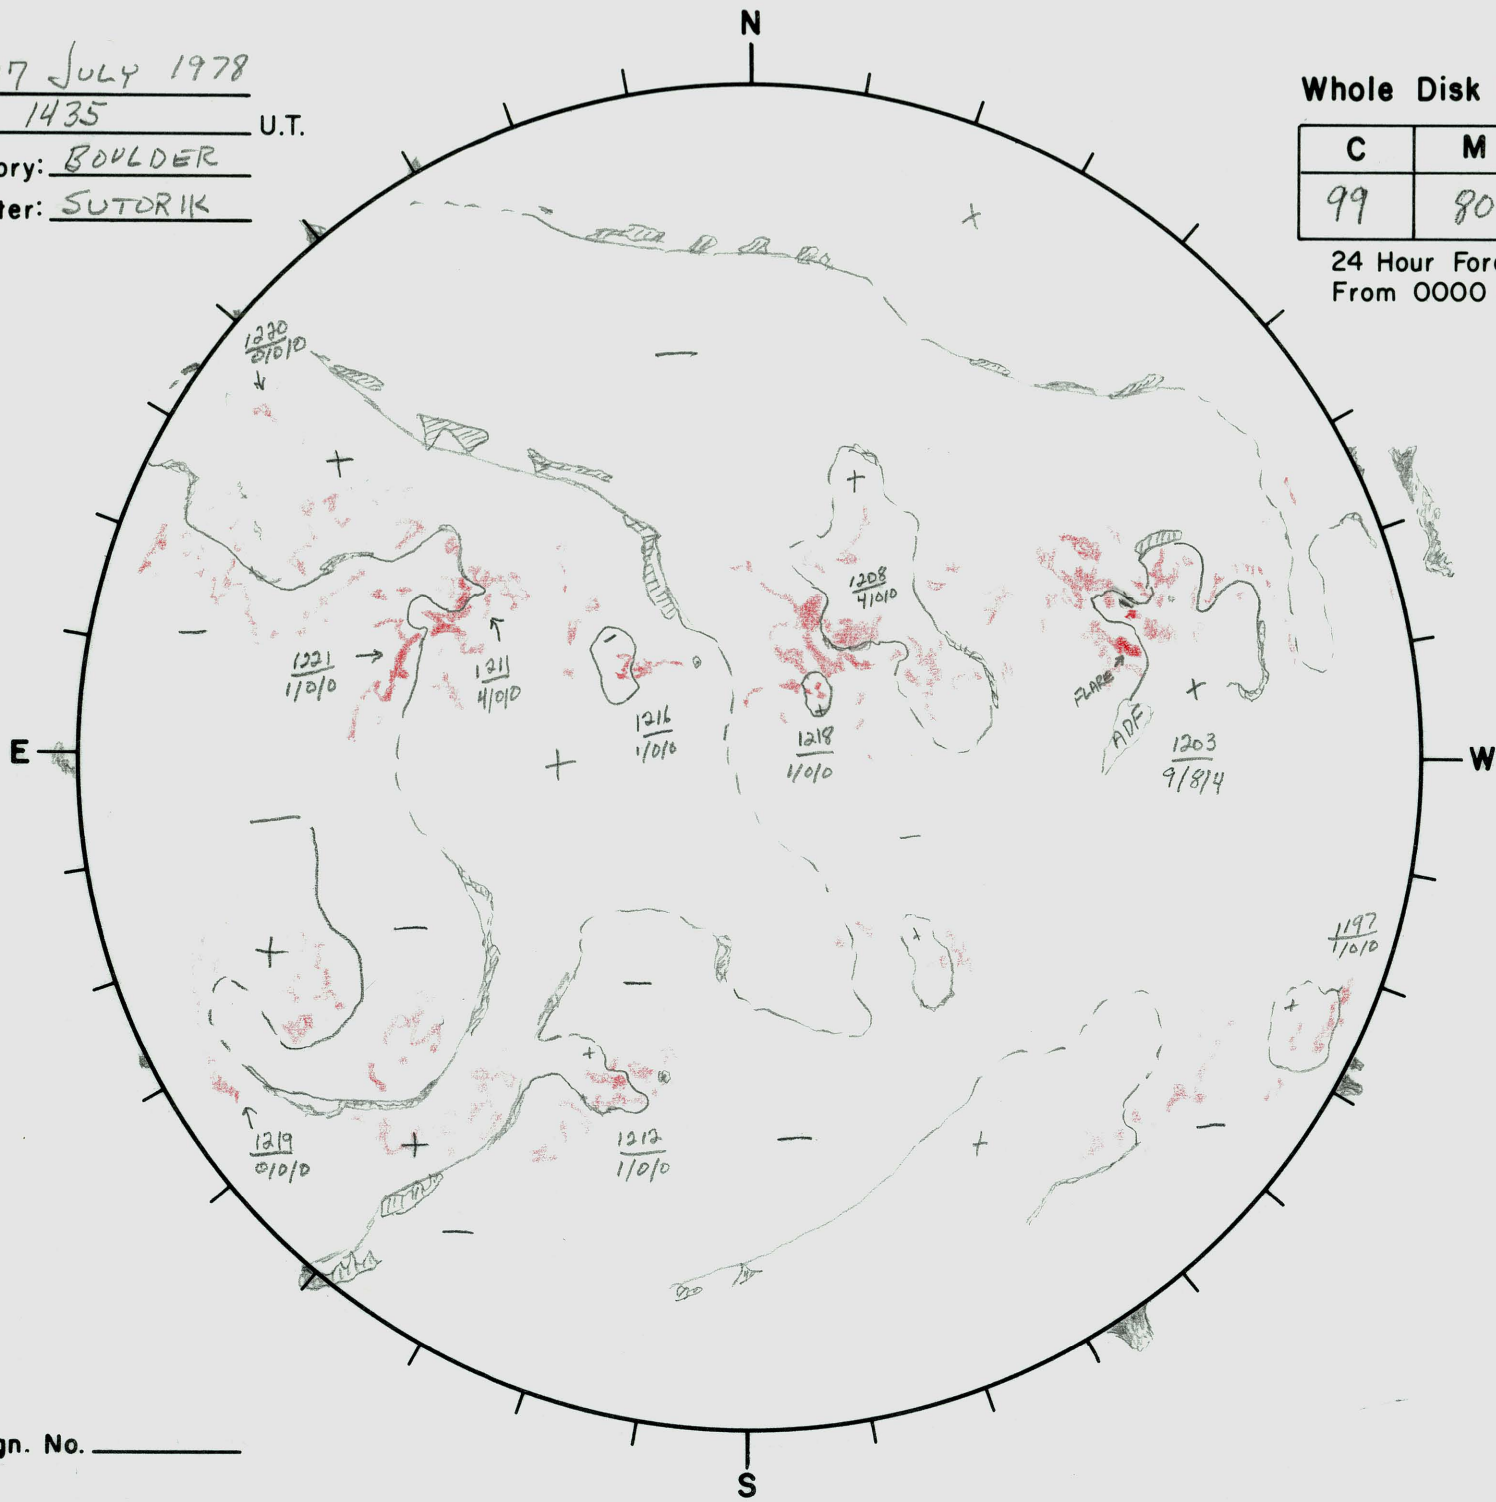 N
7 JULY 1978
1435 U.T.
ory: BOULDER
ter: SUTORIK
Whole Disk
C M
99 80
24 Hour Fore
From 0000
1220
0/0/0
+
−
+
+
1208
4/0/0
−
1221
1/0/0
1211
4/0/0
−
1216
1/0/0
+
1218
1/0/0
FLARE
+
ADF
1203
9/8/4
E
W
+
−
−
+
−
+
−
1197
1/0/0
+
+
1219
0/0/0
+
1212
1/0/0
−
+
−
−
gn. No.
S